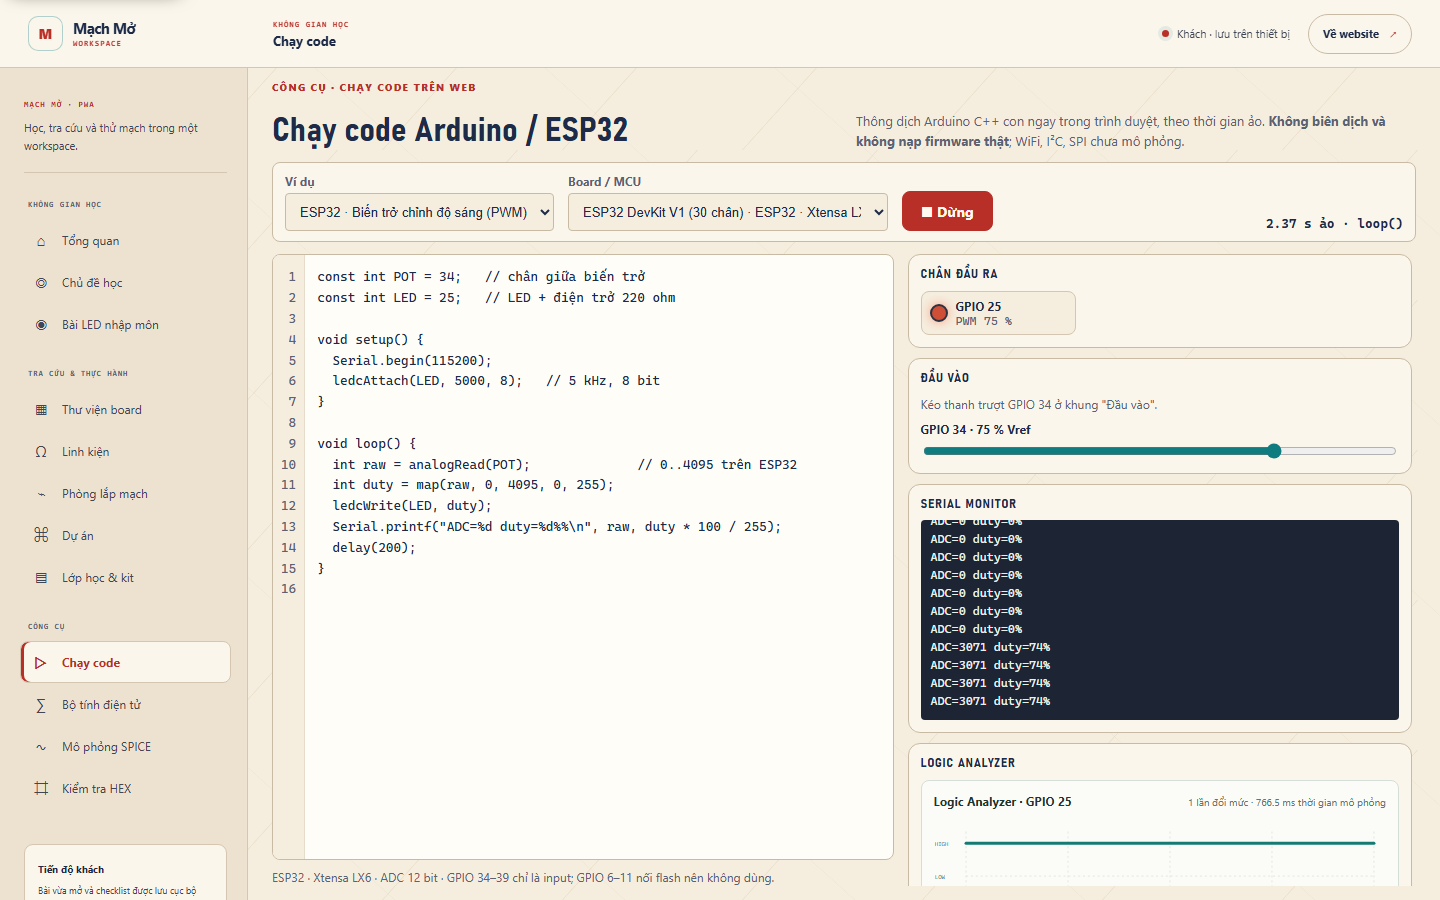 M
Mạch Mở
WORKSPACE
KHÔNG GIAN HỌC
Chạy code
Khách · lưu trên thiết bị
Về website ↗
MẠCH MỞ · PWA
Học, tra cứu và thử mạch trong một
workspace.
KHÔNG GIAN HỌC
Tổng quan
Chủ đề học
Bài LED nhập môn
TRA CỨU & THỰC HÀNH
Thư viện board
Linh kiện
Phòng lắp mạch
Dự án
Lớp học & kit
CÔNG CỤ
Chạy code
Bộ tính điện tử
Mô phỏng SPICE
Kiểm tra HEX
Tiến độ khách
Bài vừa mở và checklist được lưu cục bộ
CÔNG CỤ · CHẠY CODE TRÊN WEB
Chạy code Arduino / ESP32
Thông dịch Arduino C++ con ngay trong trình duyệt, theo thời gian ảo. Không biên dịch và
không nạp firmware thật; WiFi, I²C, SPI chưa mô phỏng.
Ví dụ
ESP32 · Biến trở chỉnh độ sáng (PWM)
Board / MCU
ESP32 DevKit V1 (30 chân) · ESP32 · Xtensa LX
Dừng
2.37 s ảo · loop()
1 const int POT = 34;   // chân giữa biến trở
2 const int LED = 25;   // LED + điện trở 220 ohm
3
4 void setup() {
5   Serial.begin(115200);
6   ledcAttach(LED, 5000, 8);   // 5 kHz, 8 bit
7 }
8
9 void loop() {
10   int raw = analogRead(POT);              // 0..4095 trên ESP32
11   int duty = map(raw, 0, 4095, 0, 255);
12   ledcWrite(LED, duty);
13   Serial.printf("ADC=%d duty=%d%%\n", raw, duty * 100 / 255);
14   delay(200);
15 }
16
ESP32 · Xtensa LX6 · ADC 12 bit · GPIO 34–39 chỉ là input; GPIO 6–11 nối flash nên không dùng.
CHÂN ĐẦU RA
GPIO 25
PWM 75 %
ĐẦU VÀO
Kéo thanh trượt GPIO 34 ở khung "Đầu vào".
GPIO 34 · 75 % Vref
SERIAL MONITOR
ADC=0 duty=0%
ADC=0 duty=0%
ADC=0 duty=0%
ADC=0 duty=0%
ADC=0 duty=0%
ADC=0 duty=0%
ADC=0 duty=0%
ADC=3071 duty=74%
ADC=3071 duty=74%
ADC=3071 duty=74%
ADC=3071 duty=74%
LOGIC ANALYZER
Logic Analyzer · GPIO 25
1 lần đổi mức · 766.5 ms thời gian mô phỏng
HIGH
LOW